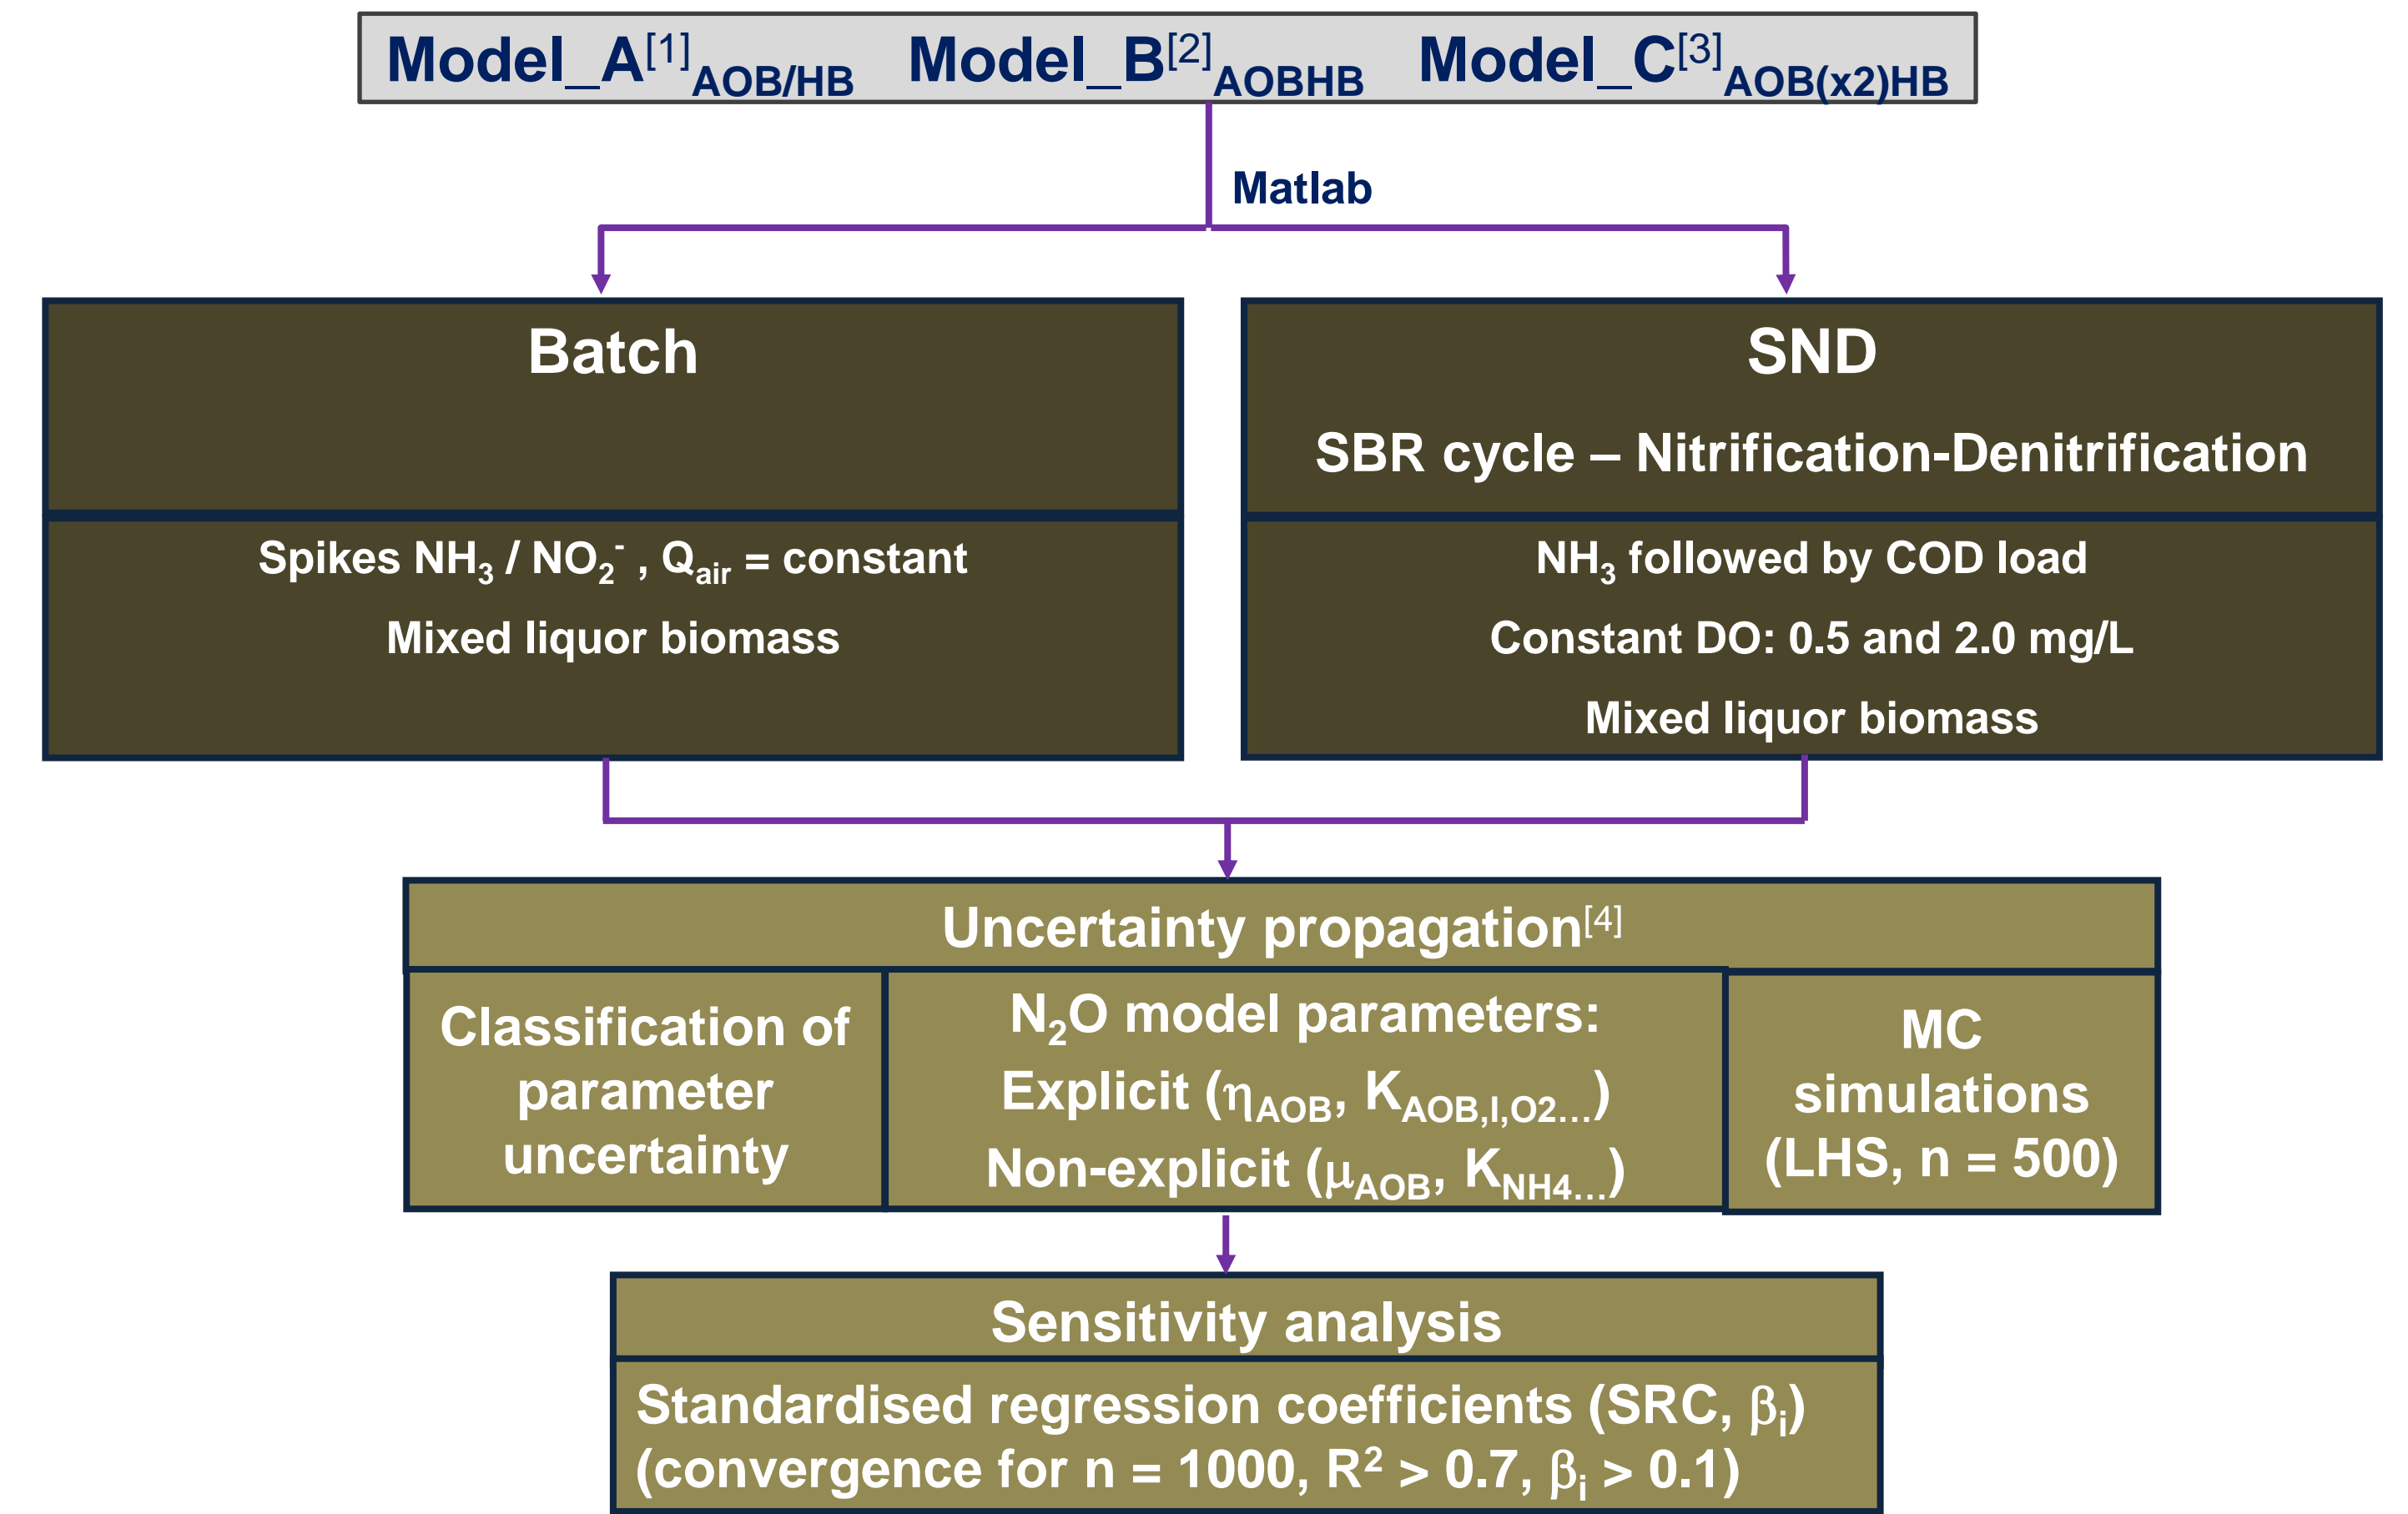 Model_A[1]AOB/HB Model_B[2]AOBHB Model_C[3]AOB(x2)HB
Matlab
Batch
SND
SBR cycle – Nitrification-Denitrification
Spikes NH3 / NO2-, Qair = constant
Mixed liquor biomass
NH3 followed by COD load
Constant DO: 0.5 and 2.0 mg/L
Mixed liquor biomass
Uncertainty propagation[4]
Classification of
parameter
uncertainty
N2O model parameters:
Explicit (ηAOB, KAOB,I,O2...)
Non-explicit (μAOB, KNH4...)
MC
simulations
(LHS, n = 500)
Sensitivity analysis
Standardised regression coefficients (SRC, βi)
(convergence for n = 1000, R2 > 0.7, βi > 0.1)